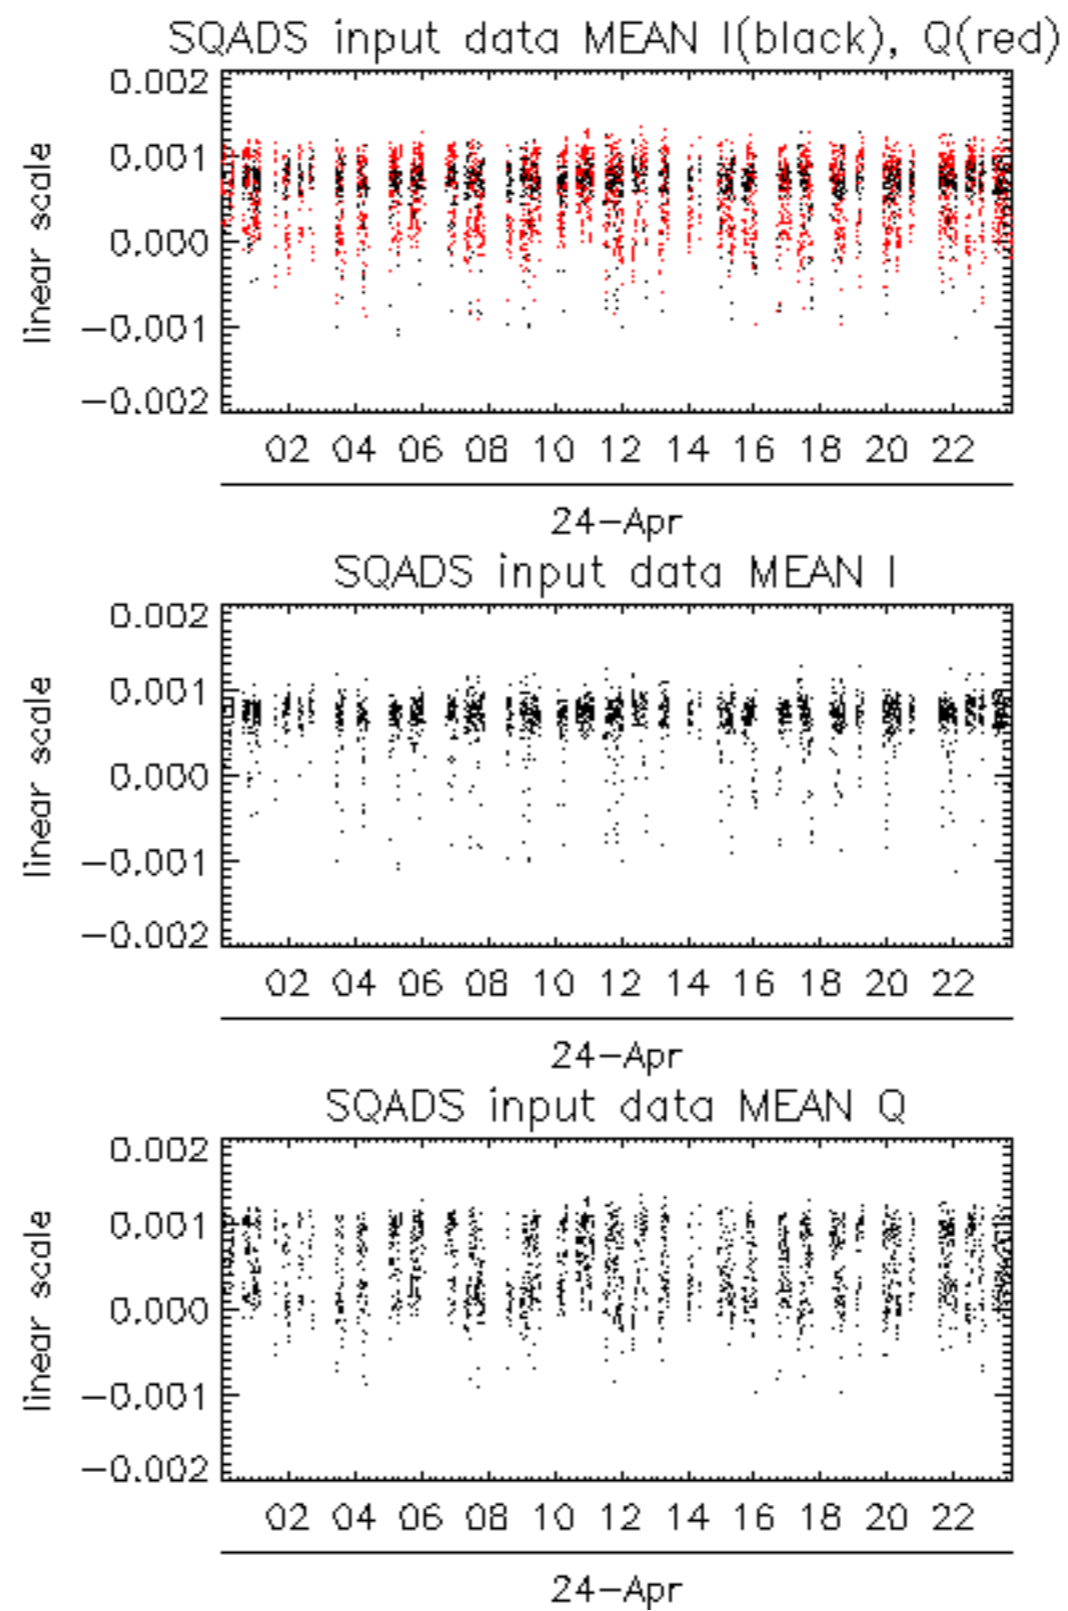 SQADS input data MEAN I(black), Q(red)
0.002
0.001
0.000
−0.001
−0.002
linear scale
02 04 06 08 10 12 14 16 18 20 22
24−Apr
SQADS input data MEAN I
0.002
0.001
0.000
−0.001
−0.002
linear scale
02 04 06 08 10 12 14 16 18 20 22
24−Apr
SQADS input data MEAN Q
0.002
0.001
0.000
−0.001
−0.002
linear scale
02 04 06 08 10 12 14 16 18 20 22
24−Apr